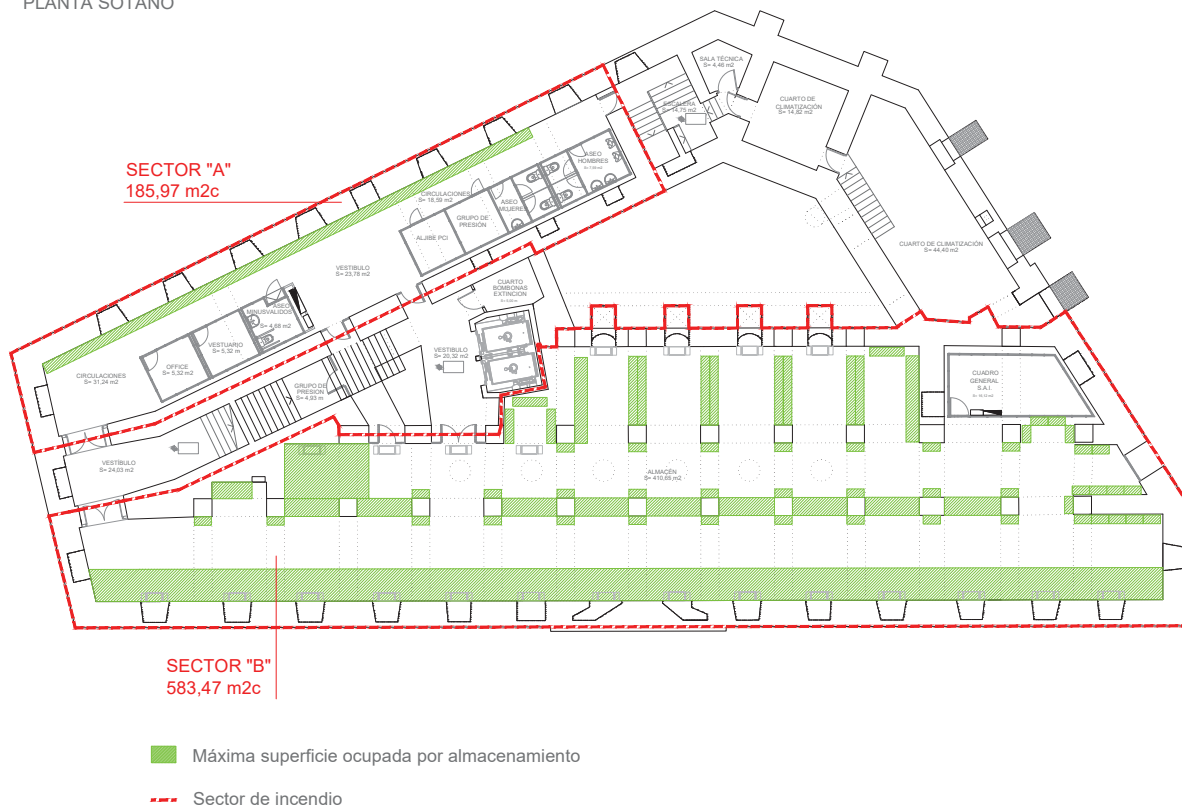 PLANTA SÓTANO
SALA TÉCNICA
S= 4,46 m2
ESCALERA
S= 14,75 m2
CUARTO DE
CLIMATIZACIÓN
S= 14,82 m2
SECTOR "A"
185,97 m2c
ASEO
HOMBRES
CIRCULACIONES
S= 18,59 m2
ASEO
MUJERES
GRUPO DE
PRESIÓN
ALJIBE PCI
CUARTO DE CLIMATIZACIÓN
S= 44,40 m2
VESTIBULO
S= 23,78 m2
CUARTO
BOMBONAS
EXTINCION
ASEO
MINUSVALIDOS
S= 4,68 m2
VESTUARIO
S= 5,32 m
OFFICE
S= 5,32 m2
CIRCULACIONES
S= 31,24 m2
VESTIBULO
S= 20,32 m2
GRUPO DE
PRESION
S= 4,93 m
CUADRO
GENERAL
S.A.I.
VESTÍBULO
S= 24,03 m2
ALMACÉN
S= 410,68 m2
SECTOR "B"
583,47 m2c
Máxima superficie ocupada por almacenamiento
Sector de incendio